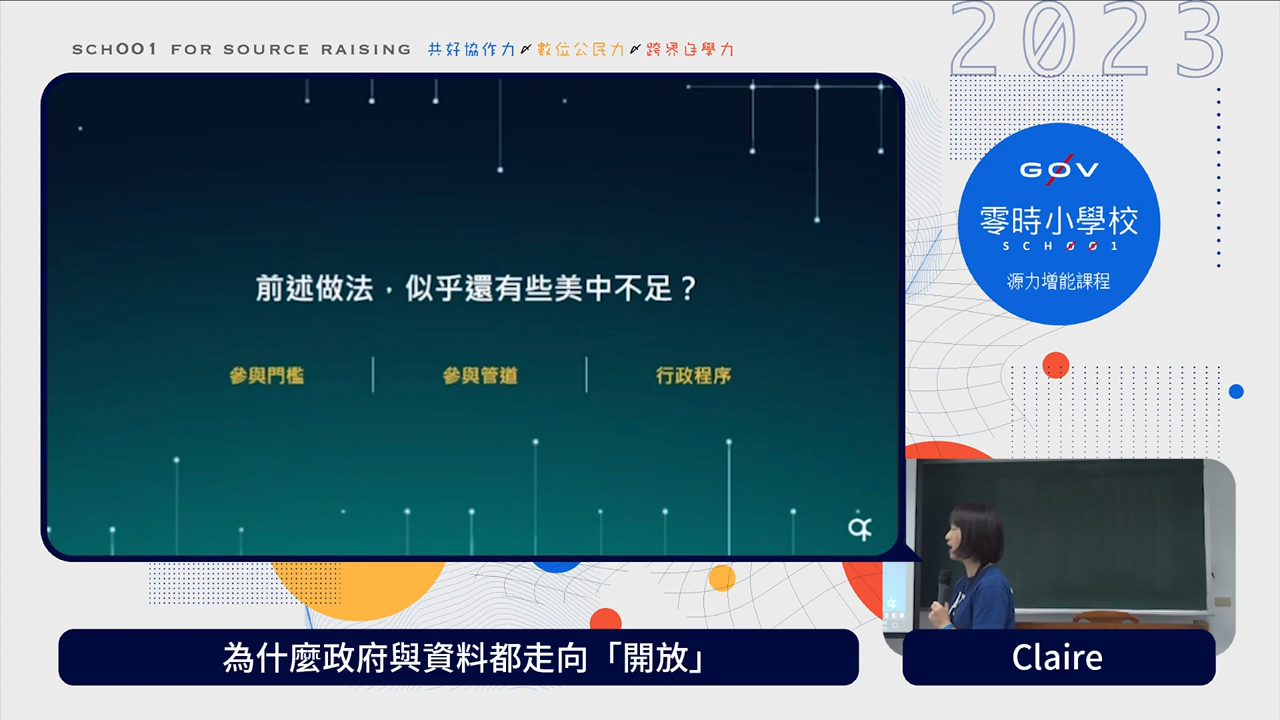 SCH001 FOR SOURCE RAISING 共好協作力 數位公民力 跨界自學力
2023
G0V
零時小學校
SCH001
源力增能課程
前述做法,似乎還有些美中不足?
參與門檻
參與管道
行政程序
為什麼政府與資料都走向「開放」
Claire